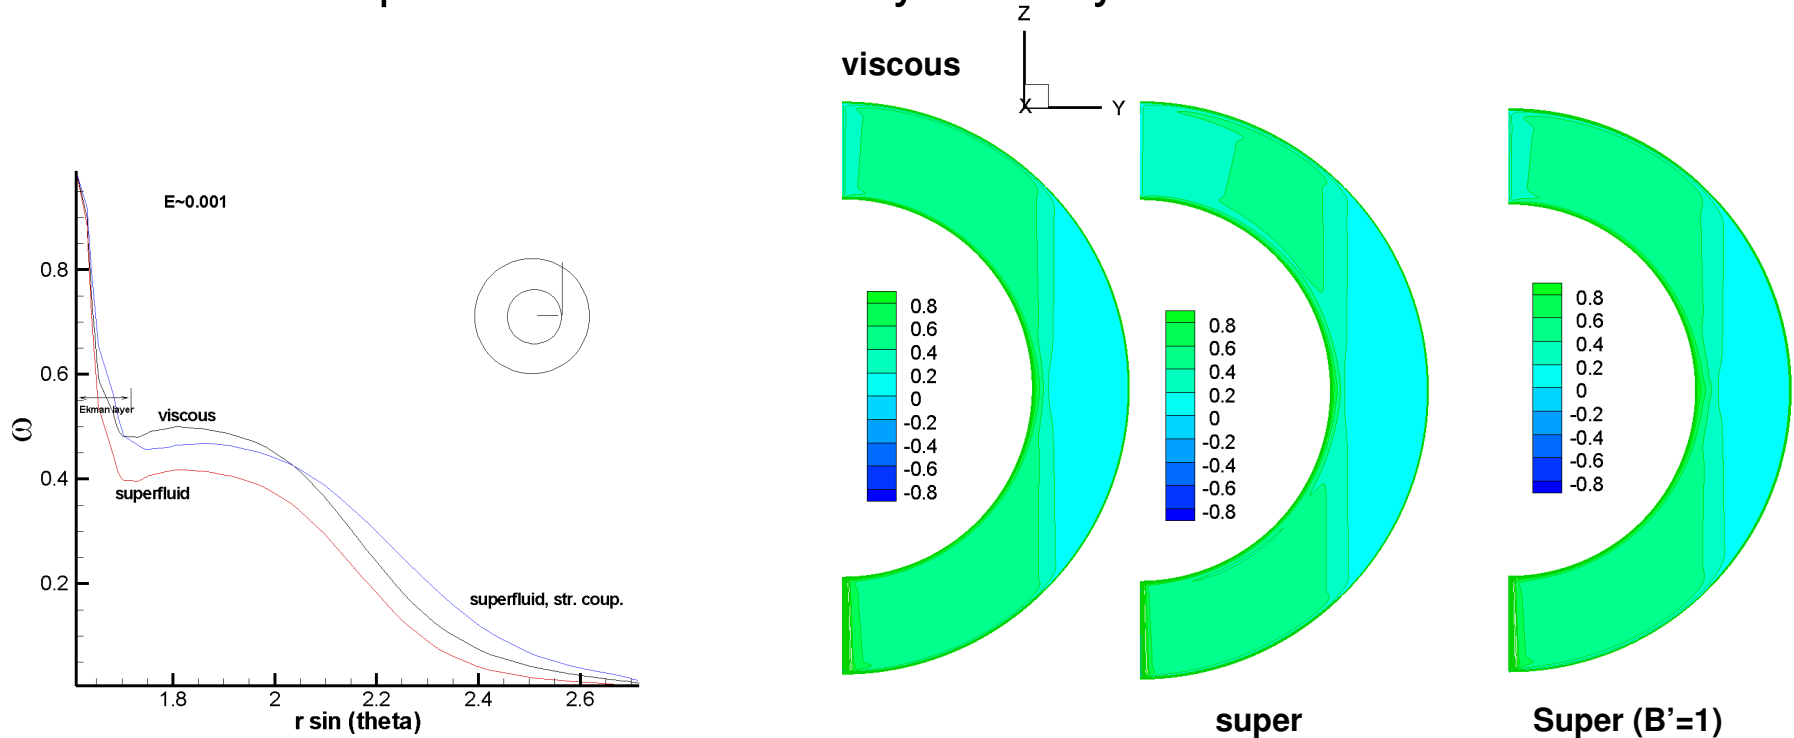 Z
viscous
X
Y
E~0.001
0.8
0.6
0.4
0.2
ω
Ekman layer
viscous
superfluid
superfluid, str. coup.
1.8
2
2.2
2.4
2.6
r sin (theta)
0.8
0.6
0.4
0.2
0
-0.2
-0.4
-0.6
-0.8
0.8
0.6
0.4
0.2
0
-0.2
-0.4
-0.6
-0.8
0.8
0.6
0.4
0.2
0
-0.2
-0.4
-0.6
-0.8
super
Super (B’=1)